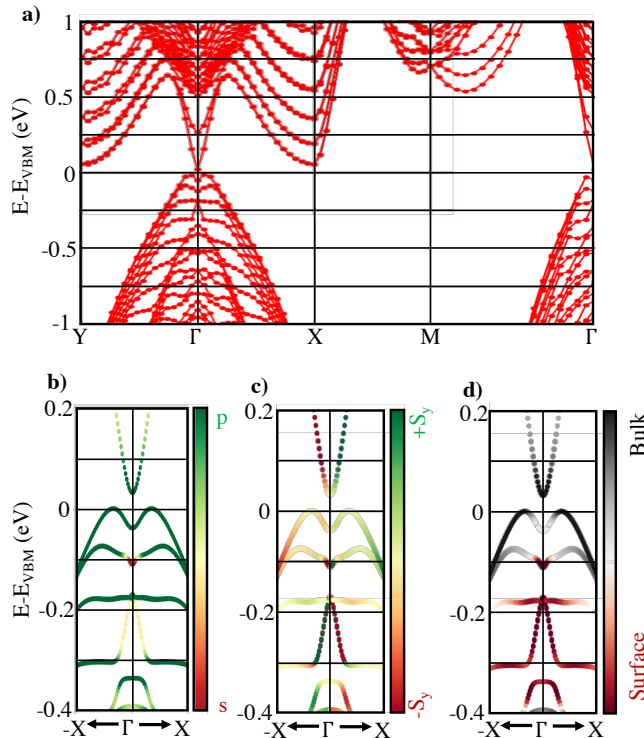 a)
1
0.5
0
-0.5
-1
E-E_VBM (eV)
Y Γ X M Γ
b) c) d)
0.2 0.2 0.2
0 0 0
-0.2 -0.2 -0.2
-0.4 -0.4 -0.4
E-E_VBM (eV)
p
s
+S_y
-S_y
Bulk
Surface
-X Γ X -X Γ X -X Γ X